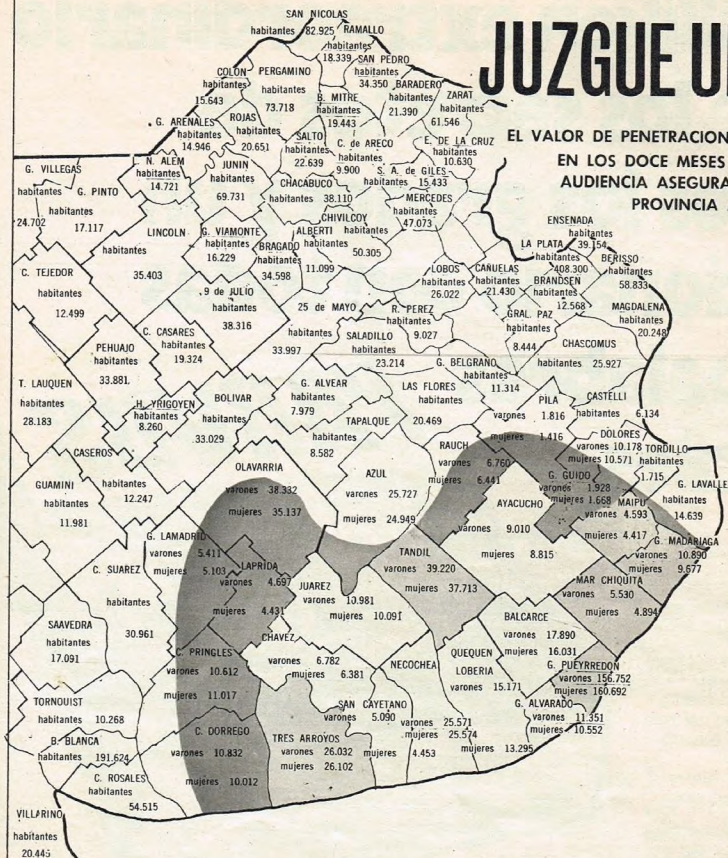 JUZGUE U
EL VALOR DE PENETRACION
EN LOS DOCE MESES
AUDIENCIA ASEGURA
PROVINCIA
SAN NICOLAS
habitantes
82.925
RAMALLO
habitantes
18.339
SAN PEDRO
habitantes
34.350
COLON
habitantes
15.643
PERGAMINO
habitantes
73.718
B. MITRE
habitantes
19.443
BARADERO
habitantes
21.390
ZARAT
habitantes
61.546
G. ARENALES
habitantes
14.946
ROJAS
habitantes
20.651
SALTO
habitantes
22.639
C. de ARECO
habitantes
9.900
E. DE LA CRUZ
habitantes
10.630
G. VILLEGAS
habitantes
24.702
G. PINTO
habitantes
17.117
N. ALEM
habitantes
14.721
JUNIN
habitantes
69.731
CHACABUCO
habitantes
38.110
S. A. de GILES
habitantes
15.433
MERCEDES
habitantes
47.073
LINCOLN
habitantes
35.403
G. VIAMONTE
habitantes
16.229
BRAGADO
habitantes
34.598
ALBERTI
habitantes
11.099
CHIVILCOY
habitantes
50.305
ENSENADA
habitantes
39.154
LA PLATA
habitantes
408.300
BERISSO
habitantes
58.833
C. TEJEDOR
habitantes
12.499
9 de JULIO
habitantes
38.316
25 de MAYO
habitantes
33.997
LOBOS
habitantes
26.022
CAÑUELAS
habitantes
21.430
BRANDSEN
habitantes
12.568
MAGDALENA
habitantes
20.248
PEHUAJO
habitantes
33.881
C. CASARES
habitantes
19.324
SALADILLO
habitantes
23.214
R. PEREZ
habitantes
9.027
GRAL. PAZ
habitantes
8.444
CHASCOMUS
habitantes 25.927
T. LAUQUEN
habitantes
28.183
H. YRIGOYEN
habitantes
8.260
BOLIVAR
habitantes
33.029
G. ALVEAR
habitantes
7.979
LAS FLORES
habitantes
20.469
G. BELGRANO
habitantes
11.314
PILA
varones 1.816
mujeres 1.416
CASTELLI
habitantes 6.134
CASEROS
habitantes
12.247
TAPALQUE
habitantes
8.582
DOLORES
varones 10.178
mujeres 10.571
TORDILLO
habitantes
1.715
G. LAVALLE
habitantes
14.639
GUAMINI
habitantes
11.981
OLAVARRIA
varones 38.332
mujeres 35.137
AZUL
varones 25.727
mujeres 24.949
RAUCH
varones 6.760
mujeres 6.441
G. GUIDO
varones 1.928
mujeres 1.668
AYACUCHO
varones 9.010
mujeres 8.815
MAIPU
varones 4.593
mujeres 4.417
G. MADARIAGA
varones 10.890
mujeres 9.677
G. LAMADRID
varones 5.411
mujeres 5.103
LAPRIDA
varones 4.697
mujeres 4.431
TANDIL
varones 39.220
mujeres 37.713
MAR CHIQUITA
varones 5.530
mujeres 4.894
C. SUAREZ
habitantes
30.961
JUAREZ
varones 10.981
mujeres 10.091
BALCARCE
varones 17.890
mujeres 16.031
SAAVEDRA
habitantes
17.091
C. PRINGLES
varones 10.612
mujeres 11.017
CHAVEZ
varones 6.782
mujeres 6.381
NECOCHEA
varones 25.571
mujeres 25.574
QUEQUEN
LOBERIA
varones 15.171
mujeres 13.295
G. PUEYRREDON
varones 156.752
mujeres 160.692
TORNQUIST
habitantes 10.268
SAN CAYETANO
varones 5.090
mujeres 4.453
G. ALVARADO
varones 11.351
mujeres 10.552
B. BLANCA
habitantes 191.624
C. DORREGO
varones 10.832
mujeres 10.012
TRES ARROYOS
varones 26.032
mujeres 26.102
C. ROSALES
habitantes
54.515
VILLARINO
habitantes
20.445